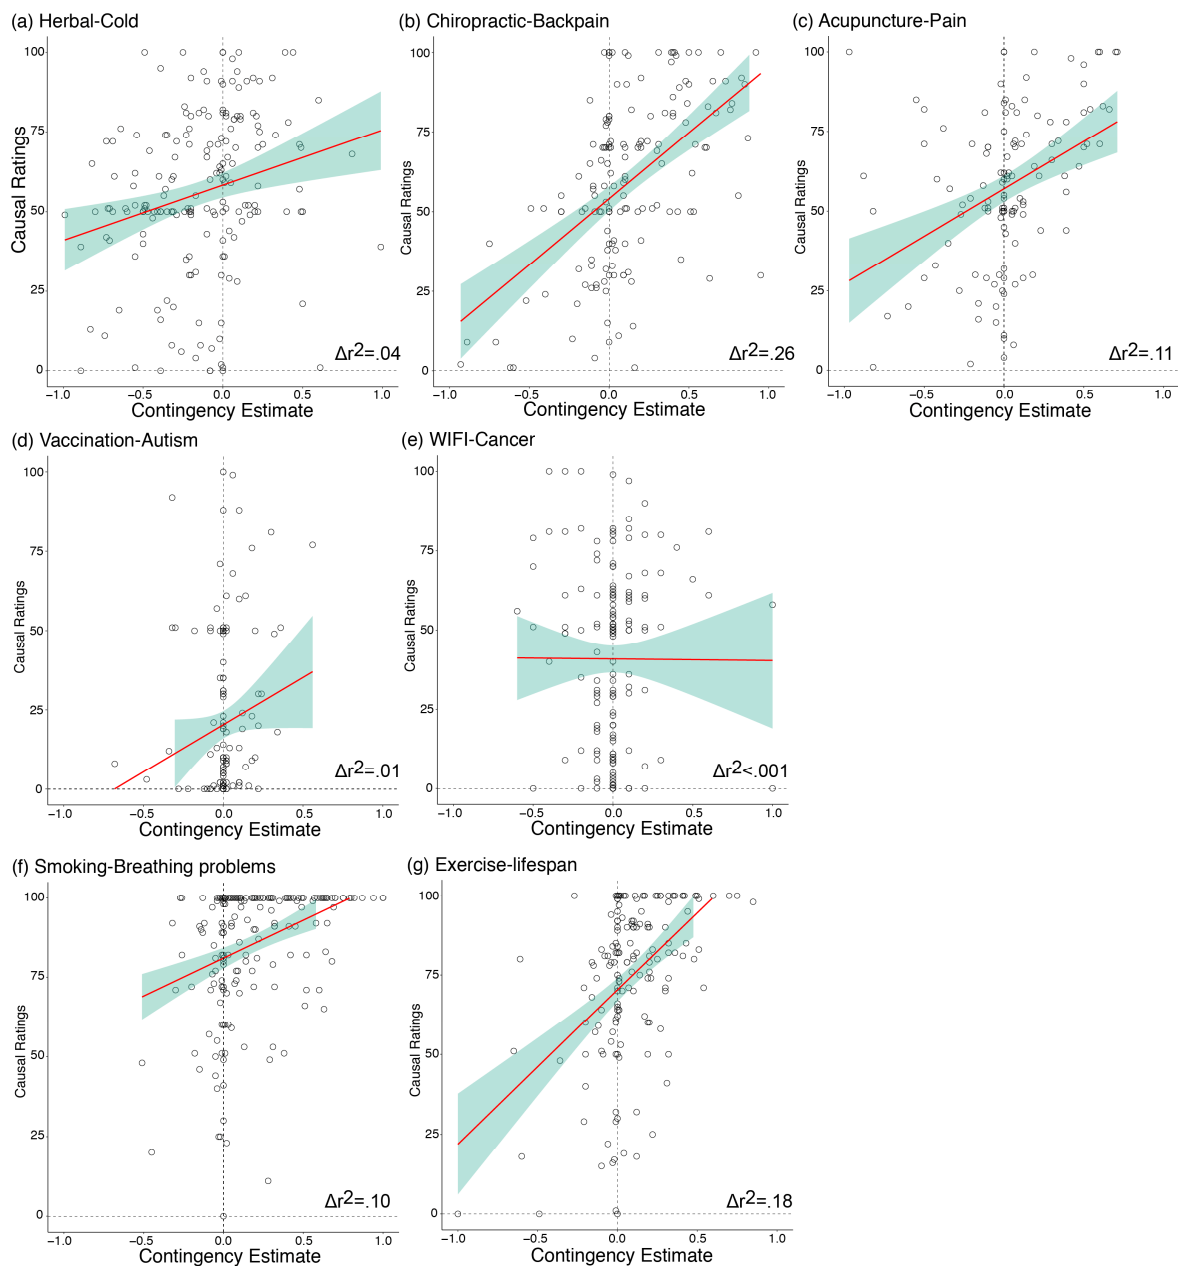 (a) Herbal-Cold
100
75
50
25
0
Causal Ratings
Δr2=.04
−1.0 −0.5 0.0 0.5 1.0
Contingency Estimate
(b) Chiropractic-Backpain
100
75
50
25
0
Causal Ratings
Δr2=.26
−1.0 −0.5 0.0 0.5 1.0
Contingency Estimate
(c) Acupuncture-Pain
100
75
50
25
0
Causal Ratings
Δr2=.11
−1.0 −0.5 0.0 0.5 1.0
Contingency Estimate
(d) Vaccination-Autism
100
75
50
25
0
Causal Ratings
Δr2=.01
−1.0 −0.5 0.0 0.5 1.0
Contingency Estimate
(e) WIFI-Cancer
100
75
50
25
0
Causal Ratings
Δr2<.001
−1.0 −0.5 0.0 0.5 1.0
Contingency Estimate
(f) Smoking-Breathing problems
100
75
50
25
0
Causal Ratings
Δr2=.10
−1.0 −0.5 0.0 0.5 1.0
Contingency Estimate
(g) Exercise-lifespan
100
75
50
25
0
Causal Ratings
Δr2=.18
−1.0 −0.5 0.0 0.5 1.0
Contingency Estimate